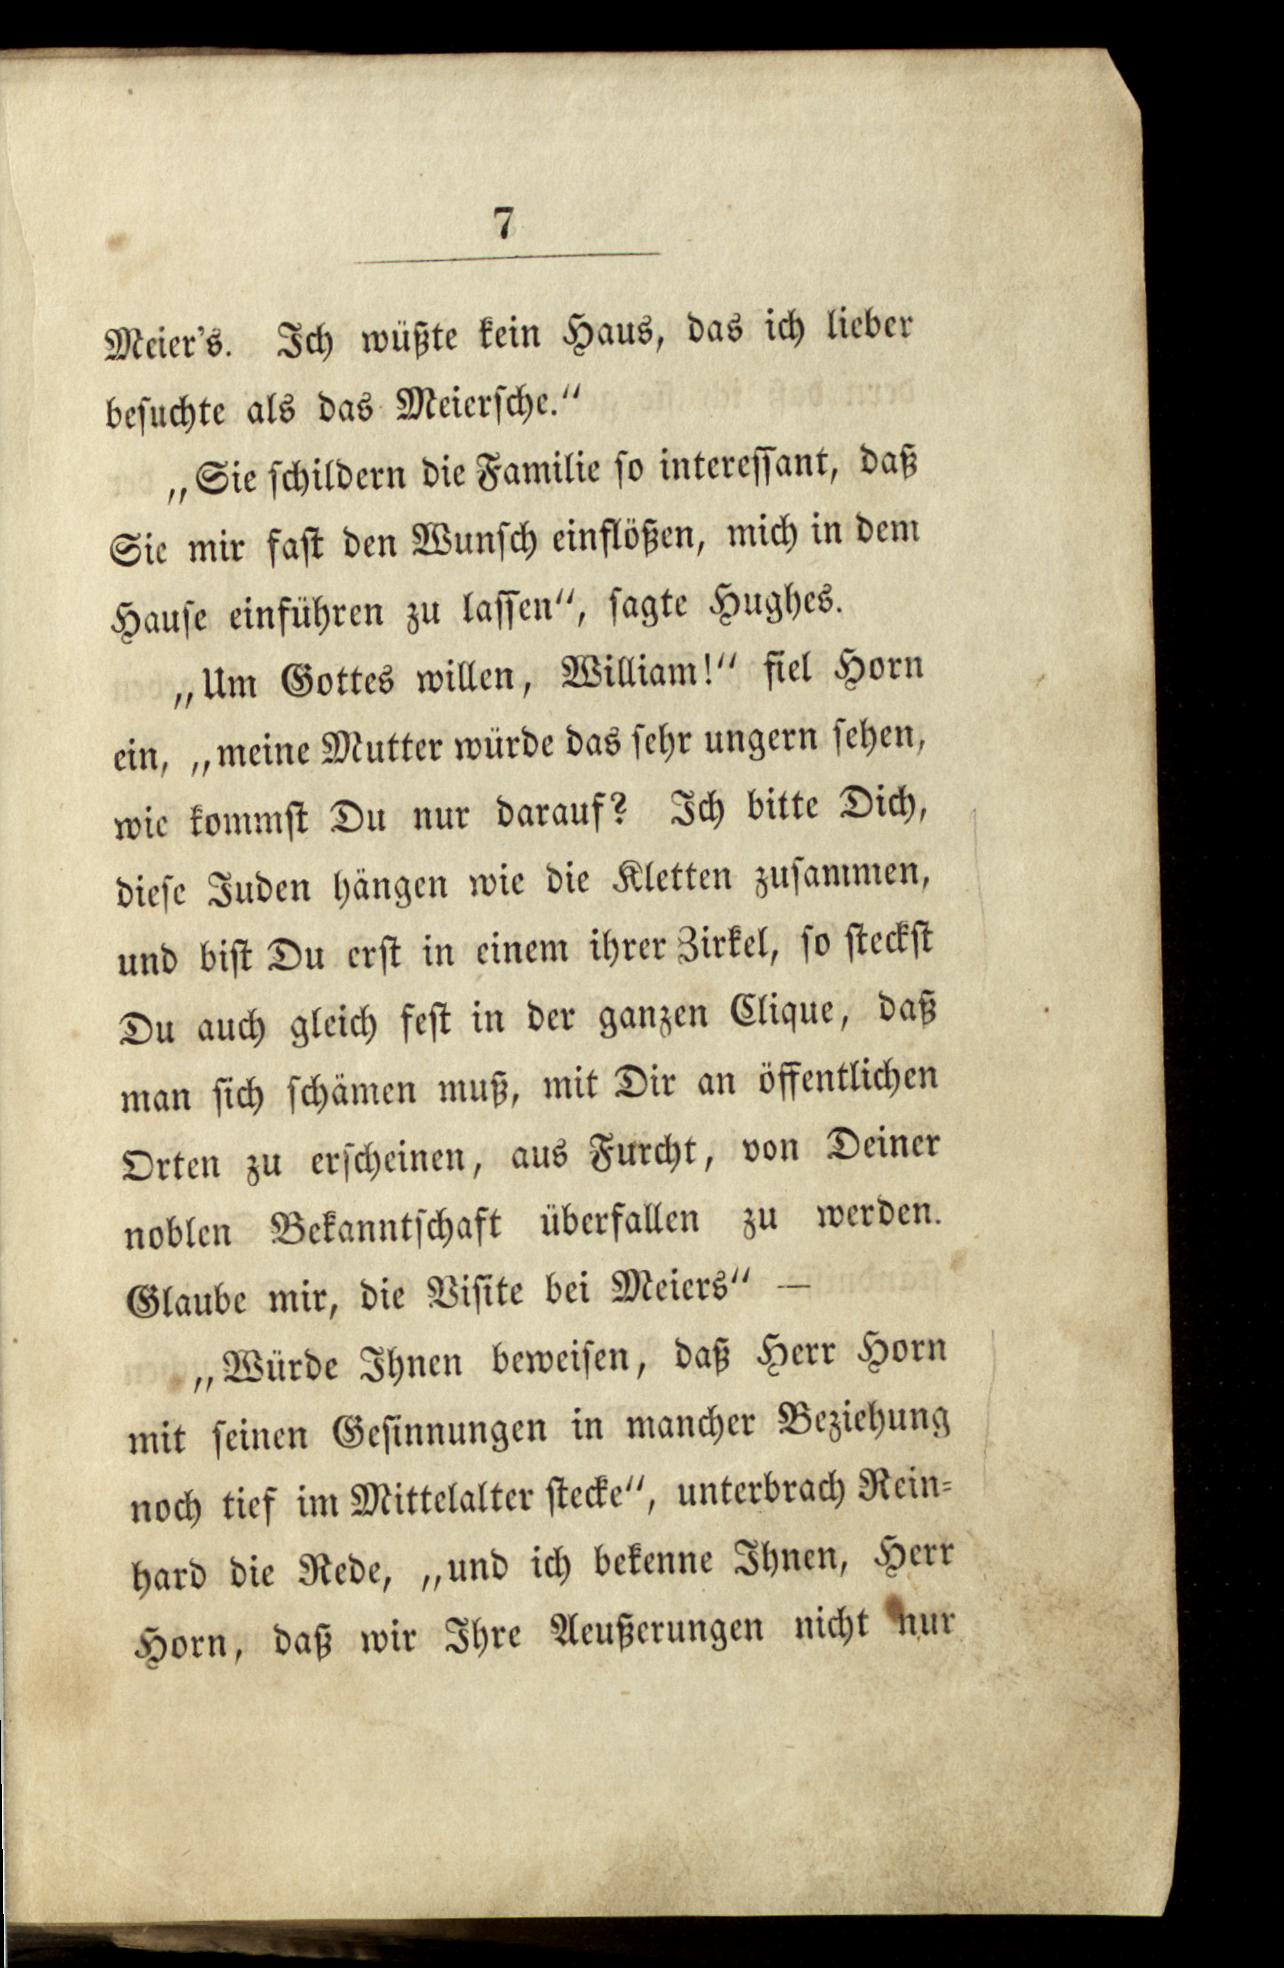 7
Meier's. Ich wüßte kein Haus, das ich lieber
besuchte als das Meiersche.“
„Sie schildern die Familie so interessant, daß
Sie mir fast den Wunsch einflößen, mich in dem
Hause einführen zu lassen“, sagte Hughes.
„Um Gottes willen, William!“ fiel Horn
ein, „meine Mutter würde das sehr ungern sehen,
wie kommst Du nur darauf? Ich bitte Dich,
diese Juden hängen wie die Kletten zusammen,
und bist Du erst in einem ihrer Zirkel, so steckst
Du auch gleich fest in der ganzen Clique, daß
man sich schämen muß, mit Dir an öffentlichen
Orten zu erscheinen, aus Furcht, von Deiner
noblen Bekanntschaft überfallen zu werden.
Glaube mir, die Visite bei Meiers“ —
„Würde Ihnen beweisen, daß Herr Horn
mit seinen Gesinnungen in mancher Beziehung
noch tief im Mittelalter stecke“, unterbrach Rein-
hard die Rede, „und ich bekenne Ihnen, Herr
Horn, daß wir Ihre Aeußerungen nicht nur